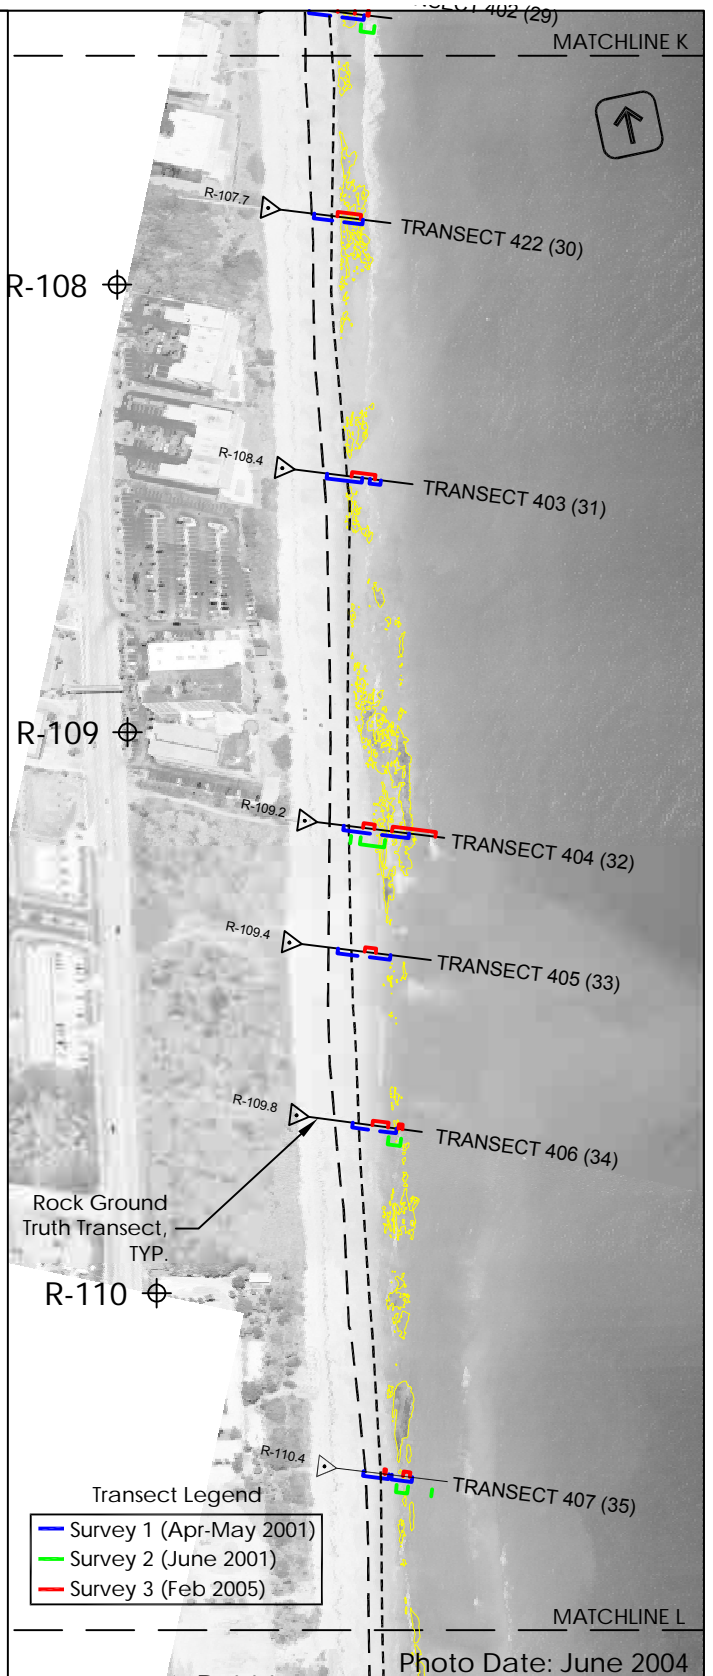 402 (29)
MATCHLINE K
R-107.7
TRANSECT 422 (30)
R-108
R-108.4
TRANSECT 403 (31)
R-109
R-109.2
TRANSECT 404 (32)
R-109.4
TRANSECT 405 (33)
R-109.8
TRANSECT 406 (34)
Rock Ground
Truth Transect,
TYP.
R-110
R-110.4
TRANSECT 407 (35)
Transect Legend
Survey 1 (Apr-May 2001)
Survey 2 (June 2001)
Survey 3 (Feb 2005)
MATCHLINE L
Photo Date: June 2004